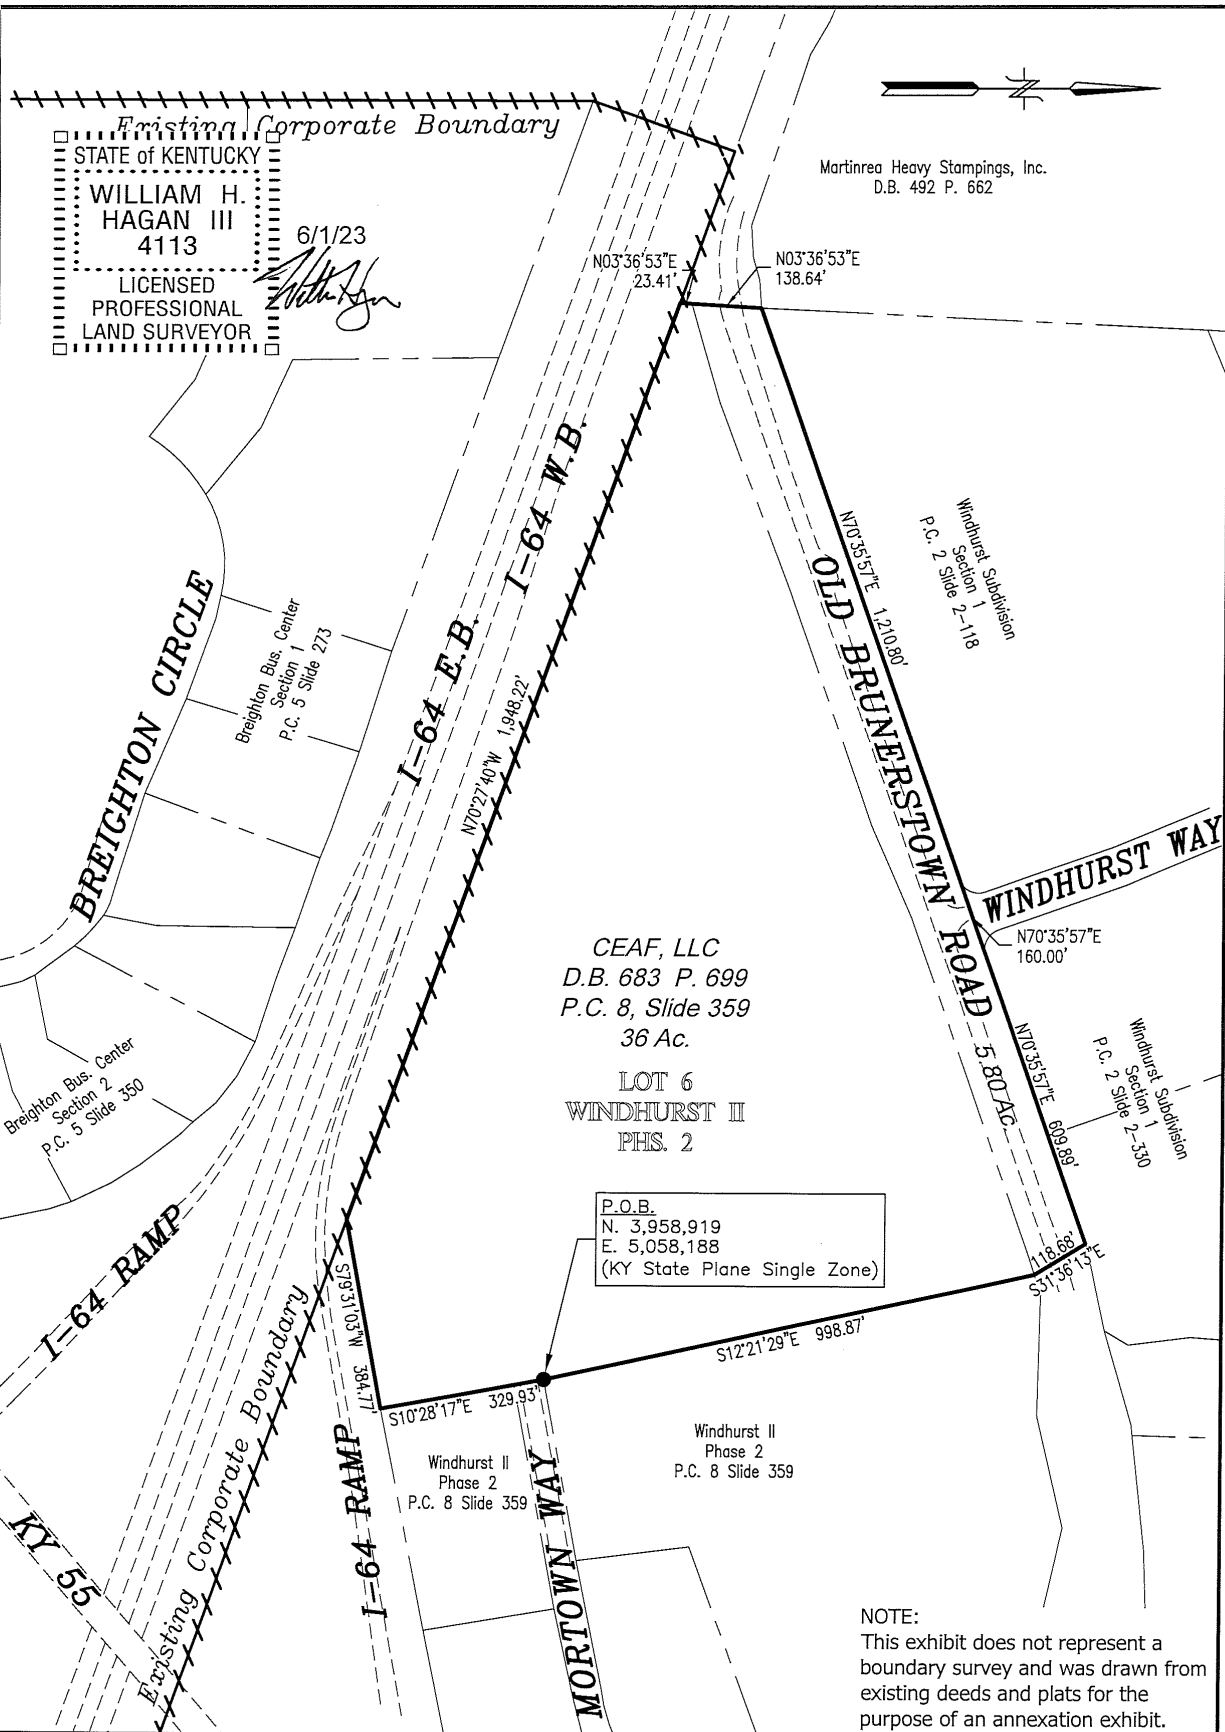 Existing Corporate Boundary
STATE of KENTUCKY
WILLIAM H.
HAGAN III
4113
LICENSED
PROFESSIONAL
LAND SURVEYOR
6/1/23
N
Martinrea Heavy Stampings, Inc.
D.B. 492 P. 662
N03°36'53"E
23.41'
N03°36'53"E
138.64'
I-64 W.B.
I-64 E.B.
N70°27'40"W 1,948.22'
BREIGHTON CIRCLE
Breighton Bus. Center
Section 1
P.C. 5 Slide 273
N70°35'57"E 1,210.80'
Windhurst Subdivision
Section 1
P.C. 2 Slide 2-118
OLD BRUNERSTOWN ROAD 5.80 Ac.
WINDHURST WAY
N70°35'57"E
160.00'
CEAF, LLC
D.B. 683 P. 699
P.C. 8, Slide 359
36 Ac.
LOT 6
WINDHURST II
PHS. 2
N70°35'57"E 609.89'
Windhurst Subdivision
Section 1
P.C. 2 Slide 2-330
Breighton Bus. Center
Section 2
P.C. 5 Slide 350
P.O.B.
N. 3,958,919
E. 5,058,188
(KY State Plane Single Zone)
118.68'
S31°36'13"E
I-64 RAMP
S79°31'03"W 384.77'
S12°21'29"E 998.87'
S10°28'17"E 329.93'
Existing Corporate Boundary
I-64 RAMP
Windhurst II
Phase 2
P.C. 8 Slide 359
MORTOWN WAY
Windhurst II
Phase 2
P.C. 8 Slide 359
KY 55
NOTE:
This exhibit does not represent a
boundary survey and was drawn from
existing deeds and plats for the
purpose of an annexation exhibit.